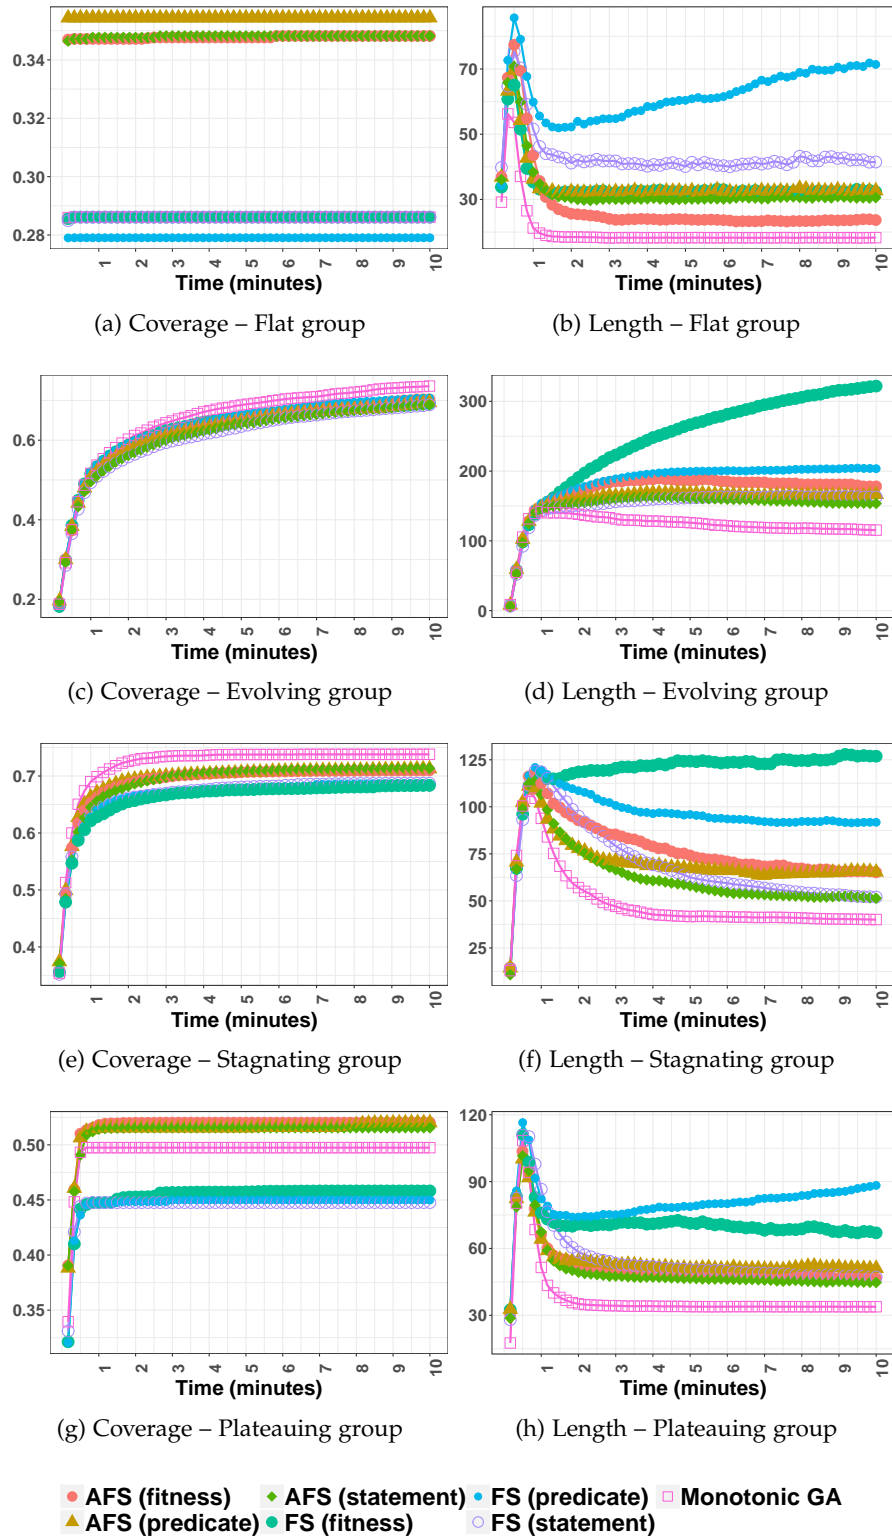 0.34
0.32
0.30
0.28
1 2 3 4 5 6 7 8 9 10
Time (minutes)
70
50
30
1 2 3 4 5 6 7 8 9 10
Time (minutes)
(a) Coverage – Flat group
(b) Length – Flat group
0.6
0.4
0.2
1 2 3 4 5 6 7 8 9 10
Time (minutes)
300
200
100
0
1 2 3 4 5 6 7 8 9 10
Time (minutes)
(c) Coverage – Evolving group
(d) Length – Evolving group
0.7
0.6
0.5
0.4
1 2 3 4 5 6 7 8 9 10
Time (minutes)
125
100
75
50
25
1 2 3 4 5 6 7 8 9 10
Time (minutes)
(e) Coverage – Stagnating group
(f) Length – Stagnating group
0.50
0.45
0.40
0.35
1 2 3 4 5 6 7 8 9 10
Time (minutes)
120
90
60
30
1 2 3 4 5 6 7 8 9 10
Time (minutes)
(g) Coverage – Plateauing group
(h) Length – Plateauing group
AFS (fitness) AFS (statement) FS (predicate) Monotonic GA
AFS (predicate) FS (fitness) FS (statement)